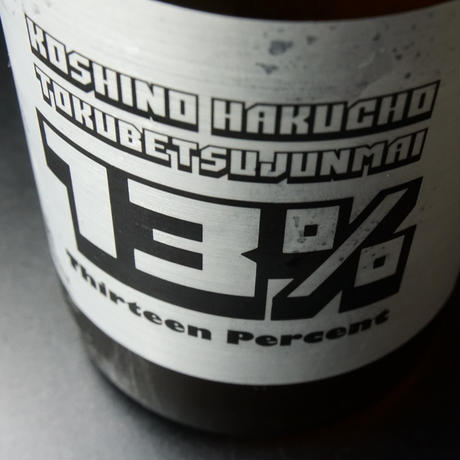 KOSHINO HAKUCHO
TOKUBETSUJUNMAI
13%
Thirteen Percent